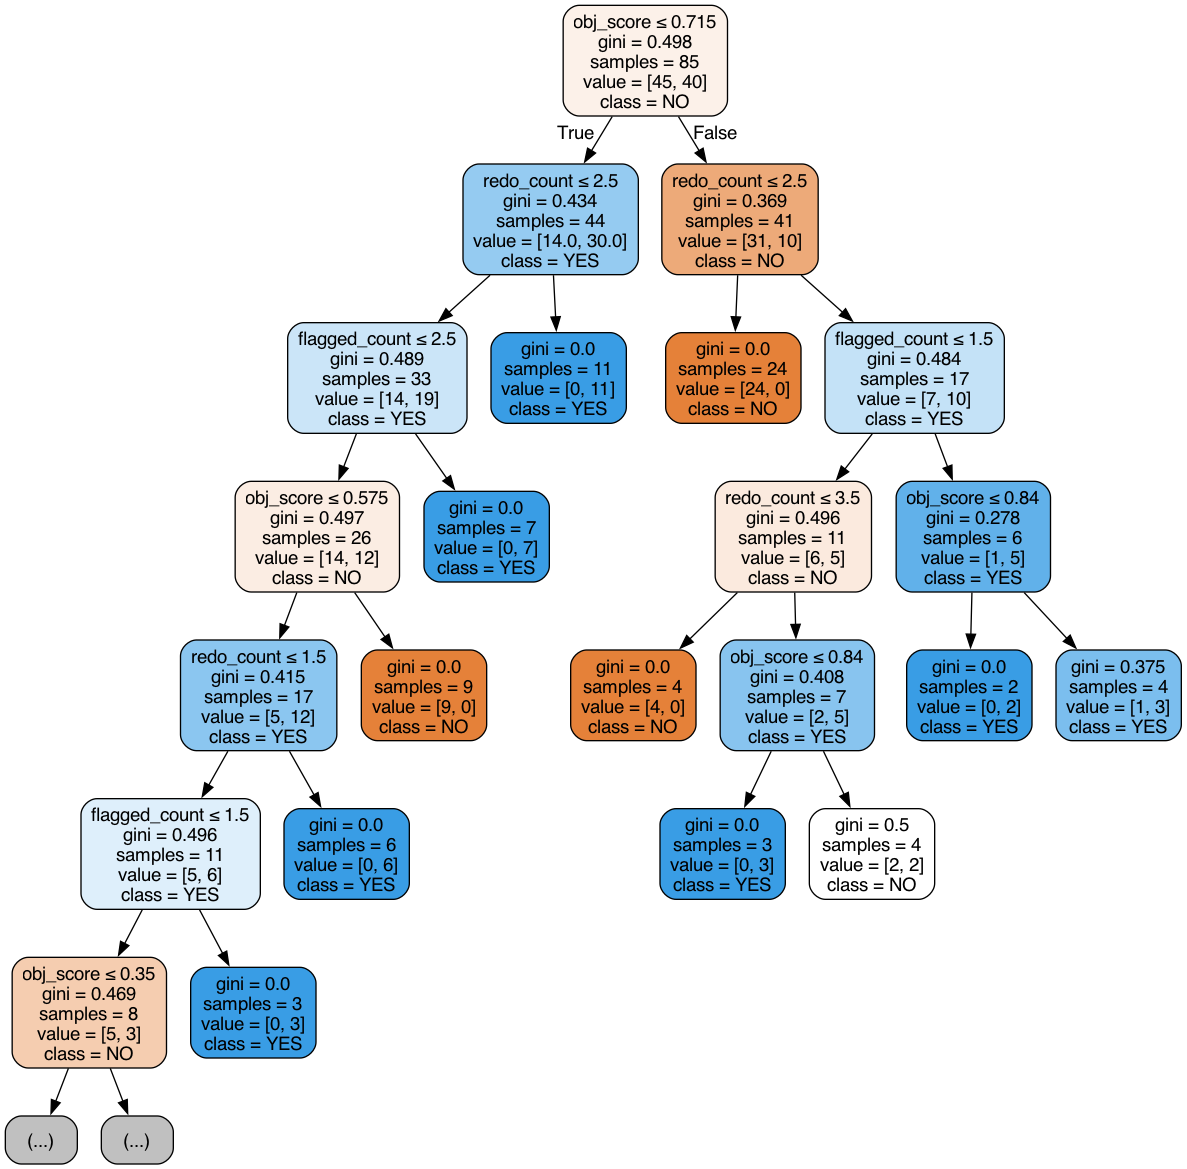 obj_score ≤ 0.715
gini = 0.498
samples = 85
value = [45, 40]
class = NO
True
False
redo_count ≤ 2.5
gini = 0.434
samples = 44
value = [14.0, 30.0]
class = YES
redo_count ≤ 2.5
gini = 0.369
samples = 41
value = [31, 10]
class = NO
flagged_count ≤ 2.5
gini = 0.489
samples = 33
value = [14, 19]
class = YES
gini = 0.0
samples = 11
value = [0, 11]
class = YES
gini = 0.0
samples = 24
value = [24, 0]
class = NO
flagged_count ≤ 1.5
gini = 0.484
samples = 17
value = [7, 10]
class = YES
obj_score ≤ 0.575
gini = 0.497
samples = 26
value = [14, 12]
class = NO
gini = 0.0
samples = 7
value = [0, 7]
class = YES
redo_count ≤ 3.5
gini = 0.496
samples = 11
value = [6, 5]
class = NO
obj_score ≤ 0.84
gini = 0.278
samples = 6
value = [1, 5]
class = YES
redo_count ≤ 1.5
gini = 0.415
samples = 17
value = [5, 12]
class = YES
gini = 0.0
samples = 9
value = [9, 0]
class = NO
gini = 0.0
samples = 4
value = [4, 0]
class = NO
obj_score ≤ 0.84
gini = 0.408
samples = 7
value = [2, 5]
class = YES
gini = 0.0
samples = 2
value = [0, 2]
class = YES
gini = 0.375
samples = 4
value = [1, 3]
class = YES
flagged_count ≤ 1.5
gini = 0.496
samples = 11
value = [5, 6]
class = YES
gini = 0.0
samples = 6
value = [0, 6]
class = YES
gini = 0.0
samples = 3
value = [0, 3]
class = YES
gini = 0.5
samples = 4
value = [2, 2]
class = NO
obj_score ≤ 0.35
gini = 0.469
samples = 8
value = [5, 3]
class = NO
gini = 0.0
samples = 3
value = [0, 3]
class = YES
(...)
(...)